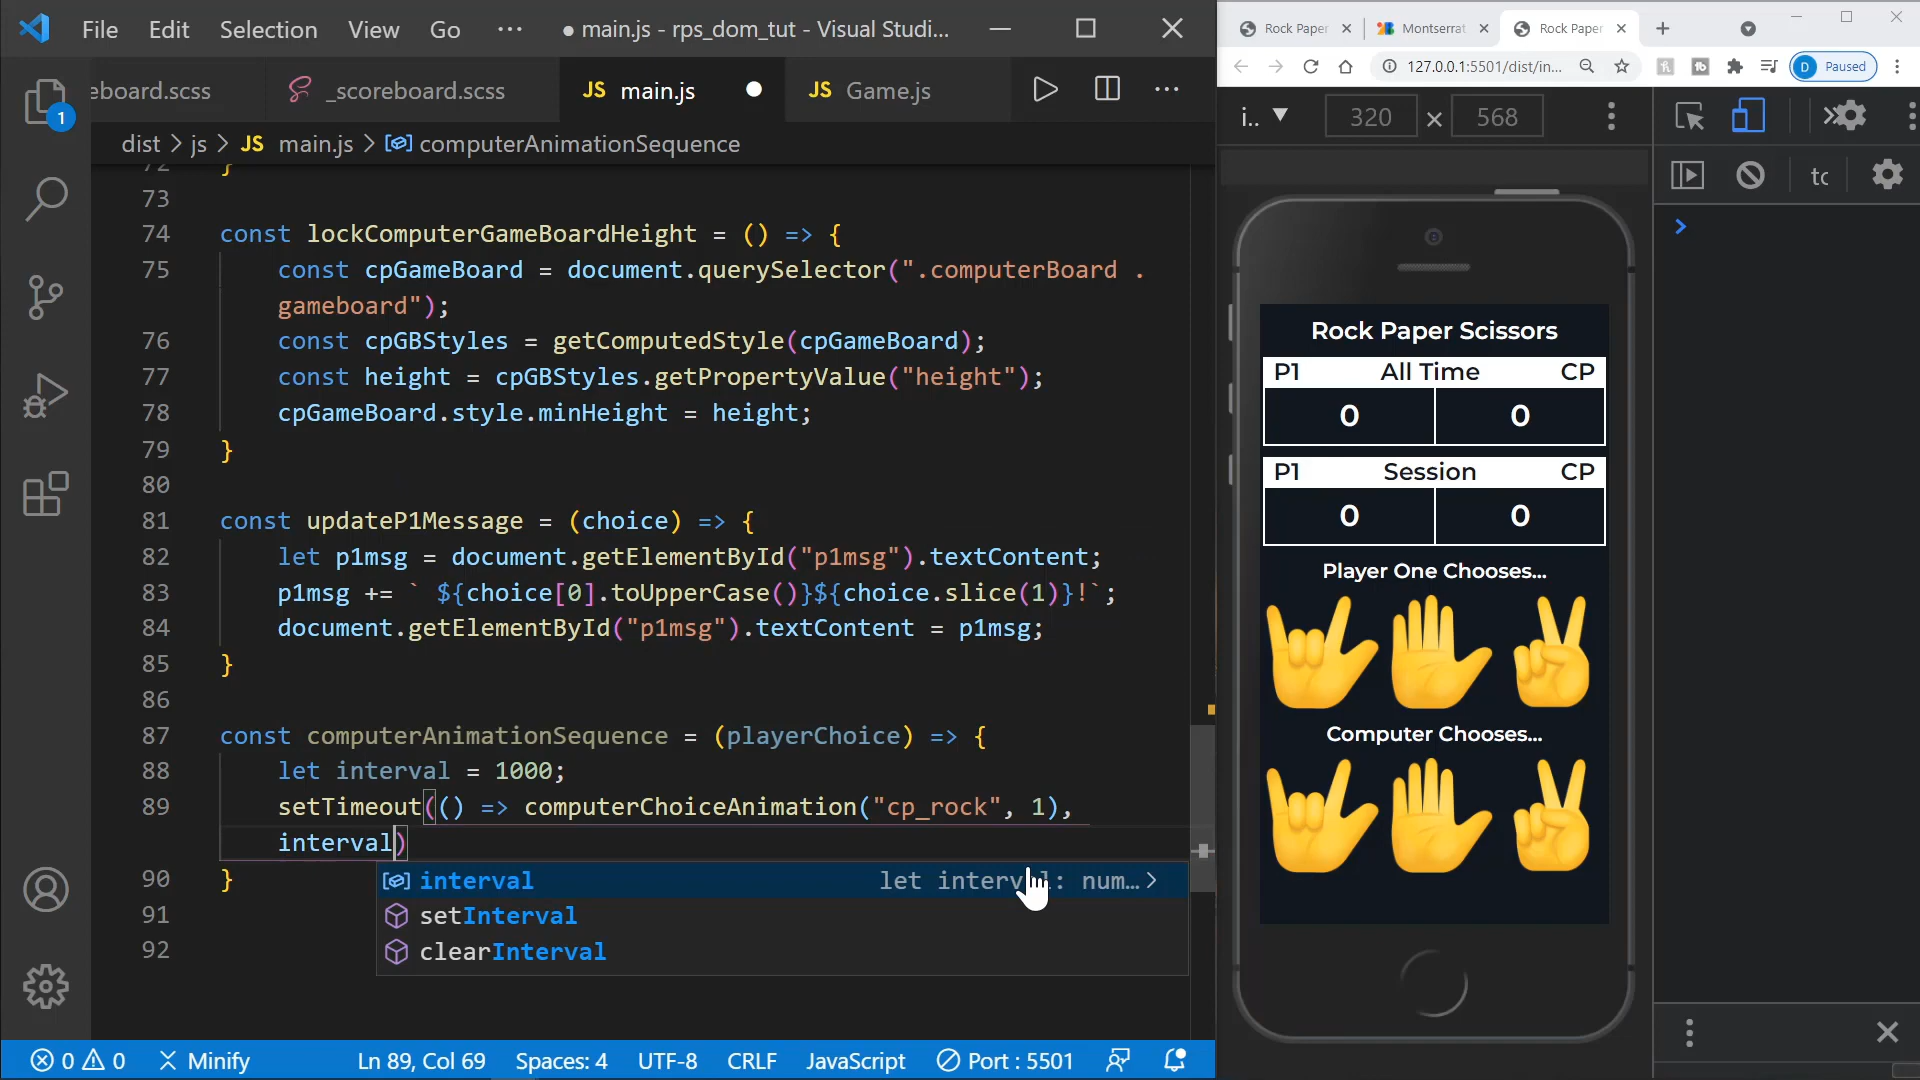 File Edit Selection View Go ··· ● main.js - rps_dom_tut - Visual Studi...
eboard.scss _scoreboard.scss JS main.js JS Game.js
dist > js > JS main.js > computerAnimationSequence
1
72 }
73
74 const lockComputerGameBoardHeight = () => {
75 const cpGameBoard = document.querySelector(".computerBoard .
gameboard");
76 const cpGBStyles = getComputedStyle(cpGameBoard);
77 const height = cpGBStyles.getPropertyValue("height");
78 cpGameBoard.style.minHeight = height;
79 }
80
81 const updateP1Message = (choice) => {
82 let p1msg = document.getElementById("p1msg").textContent;
83 p1msg += ` ${choice[0].toUpperCase()}${choice.slice(1)}!`;
84 document.getElementById("p1msg").textContent = p1msg;
85 }
86
87 const computerAnimationSequence = (playerChoice) => {
88 let interval = 1000;
89 setTimeout(() => computerChoiceAnimation("cp_rock", 1),
interval)
90 }
91
92
interval let interval: num...
setInterval
clearInterval
0 0 Minify Ln 89, Col 69 Spaces: 4 UTF-8 CRLF JavaScript Port : 5501
Rock Paper Montserrat Rock Paper
127.0.0.1:5501/dist/in... D Paused
i.. 320 × 568
Rock Paper Scissors
P1 All Time CP
0 0
P1 Session CP
0 0
Player One Chooses...
Computer Chooses...